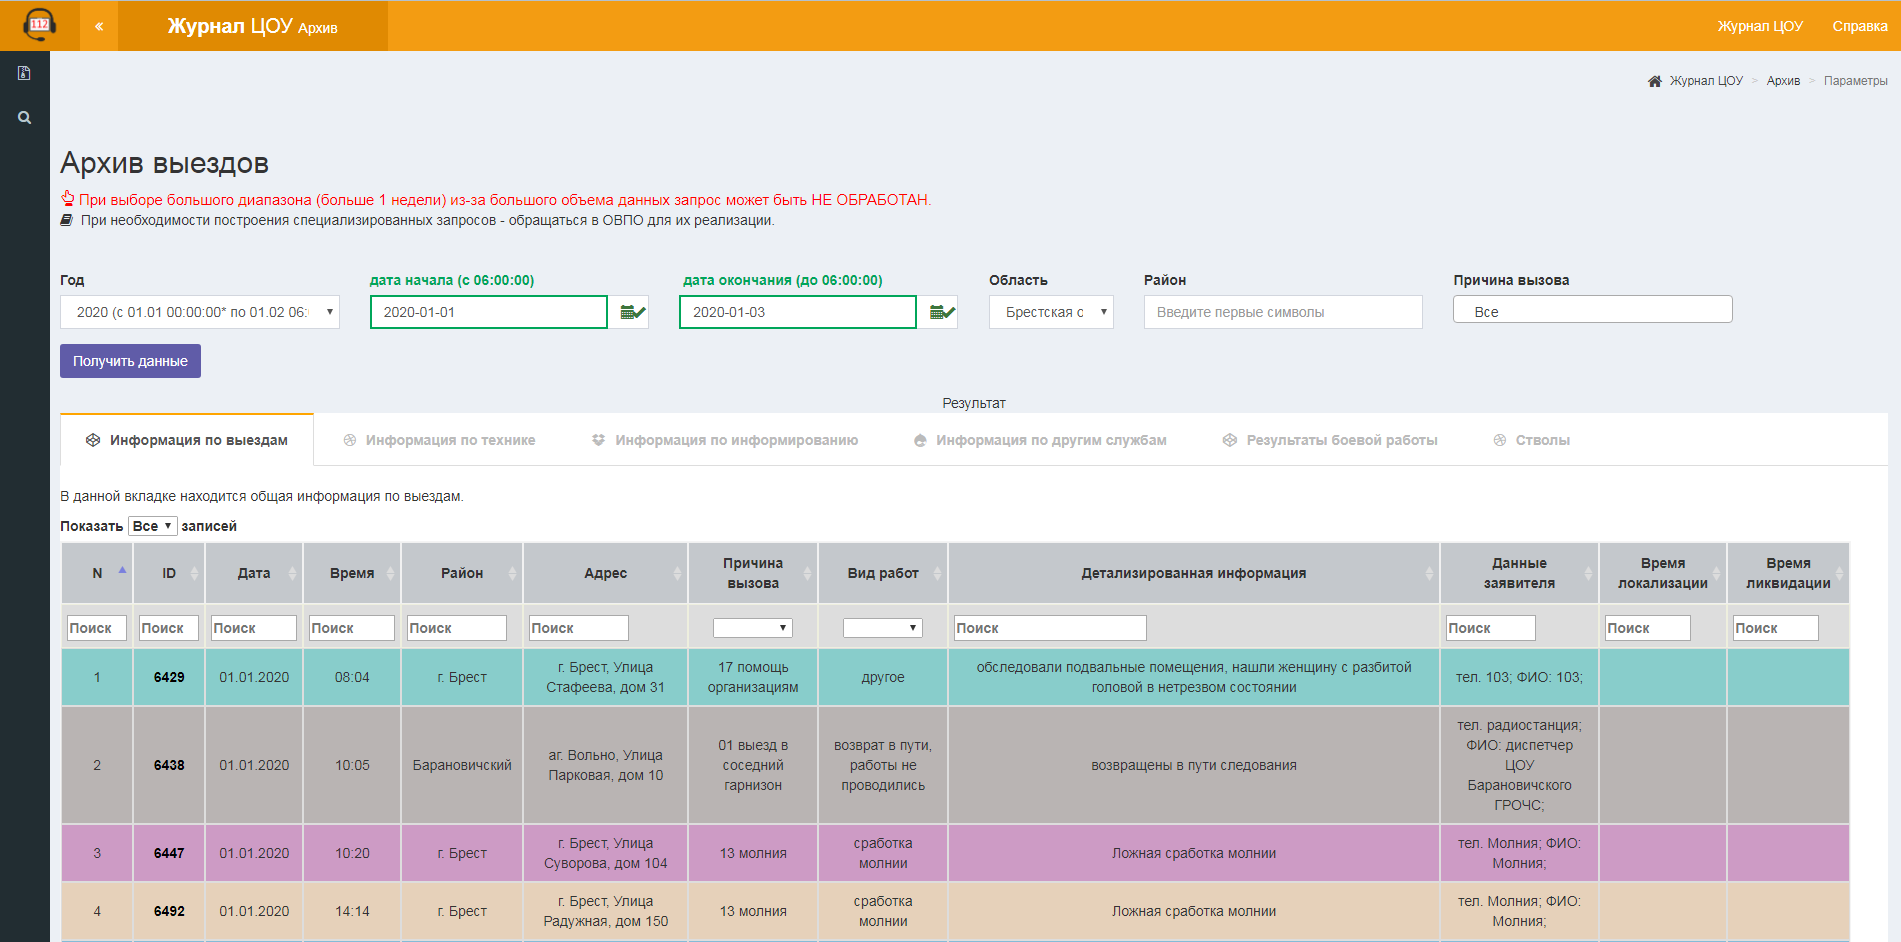 112
«
Журнал ЦОУ Архив
Журнал ЦОУ
Справка
Журнал ЦОУ > Архив > Параметры
Архив выездов
При выборе большого диапазона (больше 1 недели) из-за большого объема данных запрос может быть НЕ ОБРАБОТАН.
При необходимости построения специализированных запросов - обращаться в ОВПО для их реализации.
Год
дата начала (с 06:00:00)
дата окончания (до 06:00:00)
Область
Район
Причина вызова
2020 (с 01.01 00:00:00* по 01.02 06:
2020-01-01
2020-01-03
Брестская о
Введите первые символы
Все
Получить данные
Результат
Информация по выездам
Информация по технике
Информация по информированию
Информация по другим службам
Результаты боевой работы
Стволы
В данной вкладке находится общая информация по выездам.
Показать Все записей
N
ID
Дата
Время
Район
Адрес
Причина
вызова
Вид работ
Детализированная информация
Данные
заявителя
Время
локализации
Время
ликвидации
Поиск
Поиск
Поиск
Поиск
Поиск
Поиск
Поиск
Поиск
Поиск
Поиск
1
6429
01.01.2020
08:04
г. Брест
г. Брест, Улица
Стафеева, дом 31
17 помощь
организациям
другое
обследовали подвальные помещения, нашли женщину с разбитой
головой в нетрезвом состоянии
тел. 103; ФИО: 103;
2
6438
01.01.2020
10:05
Барановичский
аг. Вольно, Улица
Парковая, дом 10
01 выезд в
соседний
гарнизон
возврат в пути,
работы не
проводились
возвращены в пути следования
тел. радиостанция;
ФИО: диспетчер
ЦОУ
Барановичского
ГРОЧС;
3
6447
01.01.2020
10:20
г. Брест
г. Брест, Улица
Суворова, дом 104
13 молния
сработка
молнии
Ложная сработка молнии
тел. Молния; ФИО:
Молния;
4
6492
01.01.2020
14:14
г. Брест
г. Брест, Улица
Радужная, дом 150
13 молния
сработка
молнии
Ложная сработка молнии
тел. Молния; ФИО:
Молния;